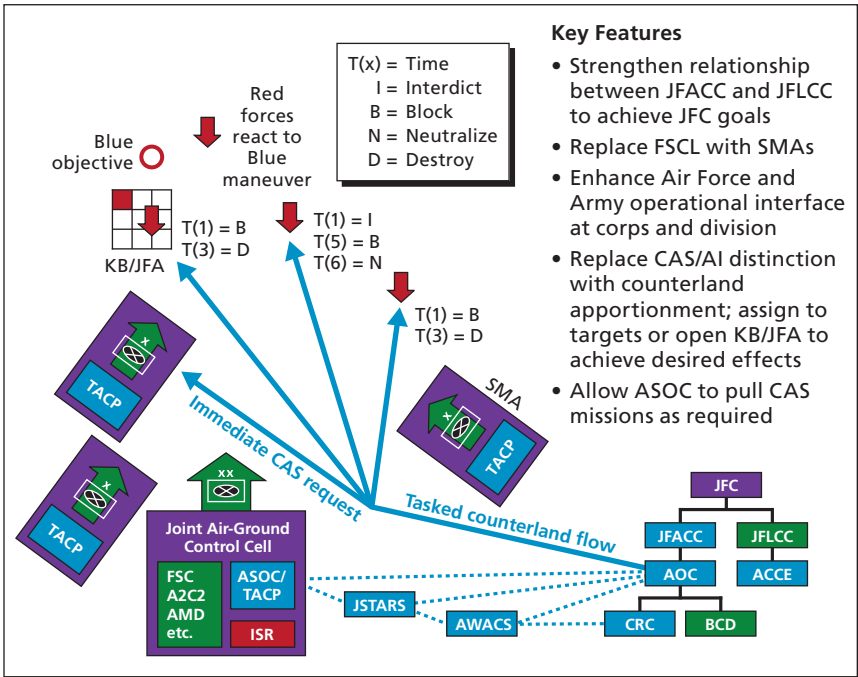 T(x) = Time
I = Interdict
B = Block
N = Neutralize
D = Destroy
Key Features
• Strengthen relationship
between JFACC and JFLCC
to achieve JFC goals
• Replace FSCL with SMAs
• Enhance Air Force and
Army operational interface
at corps and division
• Replace CAS/AI distinction
with counterland
apportionment; assign to
targets or open KB/JFA to
achieve desired effects
• Allow ASOC to pull CAS
missions as required
Red
forces
react to
Blue
maneuver
Blue
objective
T(1) = B
T(3) = D
KB/JFA
T(1) = I
T(5) = B
T(6) = N
T(1) = B
T(3) = D
x
TACP
x
TACP
SMA
x
TACP
Immediate CAS request
Tasked counterland flow
xx
Joint Air-Ground
Control Cell
FSC
A2C2
AMD
etc.
ASOC/
TACP
ISR
JSTARS
AWACS
JFC
JFACC
JFLCC
AOC
ACCE
CRC
BCD